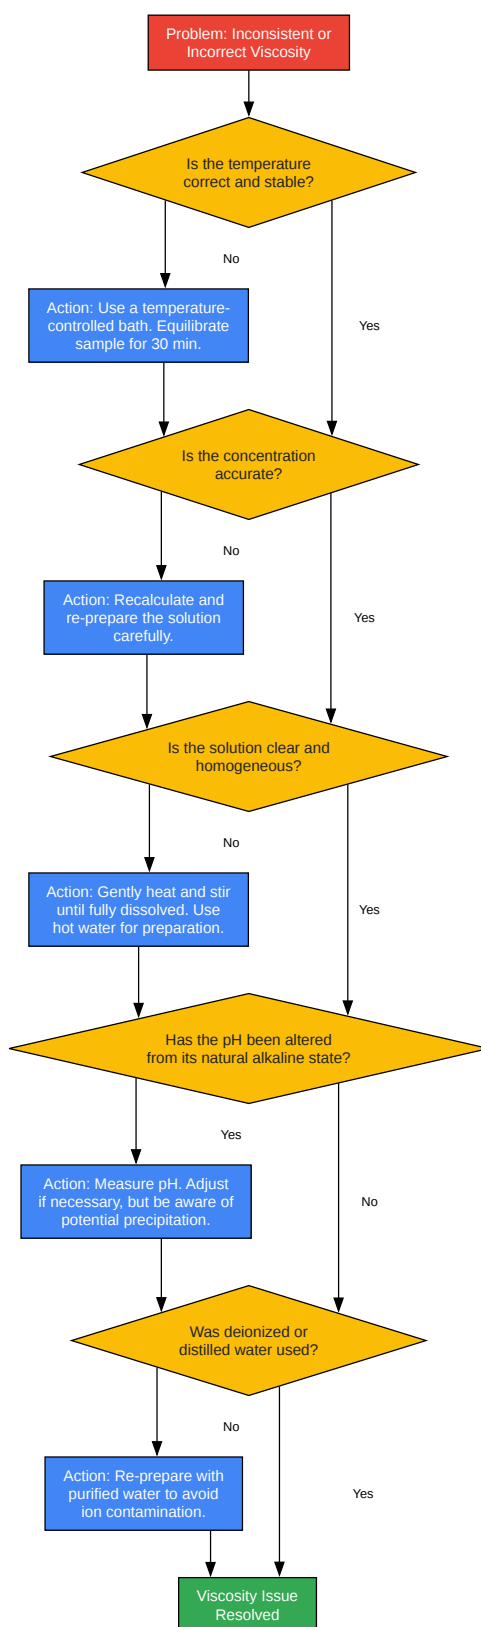 Problem: Inconsistent or
Incorrect Viscosity
Is the temperature
correct and stable?
No
Action: Use a temperature-
controlled bath. Equilibrate
sample for 30 min.
Yes
Is the concentration
accurate?
No
Action: Recalculate and
re-prepare the solution
carefully.
Yes
Is the solution clear and
homogeneous?
No
Action: Gently heat and stir
until fully dissolved. Use
hot water for preparation.
Yes
Has the pH been altered
from its natural alkaline state?
Yes
Action: Measure pH. Adjust
if necessary, but be aware of
potential precipitation.
No
Was deionized or
distilled water used?
No
Action: Re-prepare with
purified water to avoid
ion contamination.
Yes
Viscosity Issue
Resolved